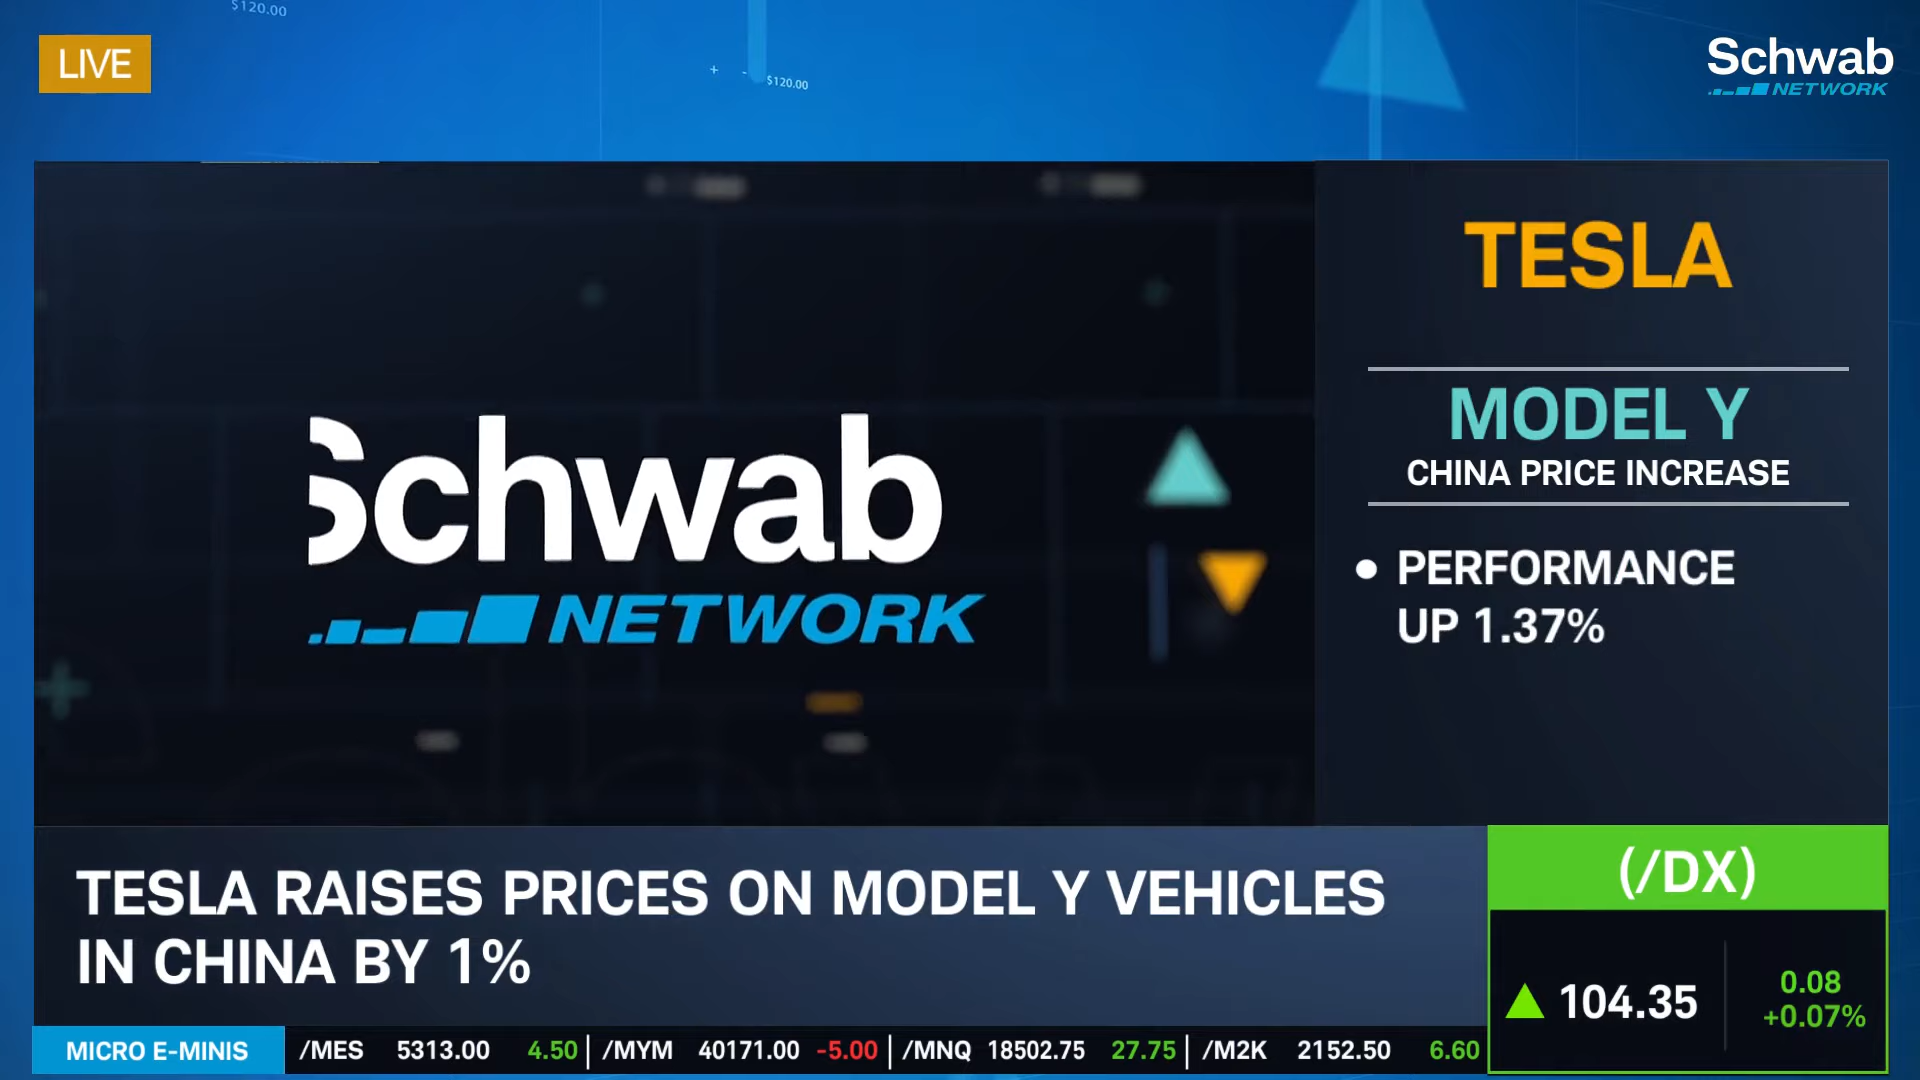 $120.00
LIVE
+ - $120.00
Schwab
NETWORK
Schwab
NETWORK
TESLA
MODEL Y
CHINA PRICE INCREASE
• PERFORMANCE
UP 1.37%
TESLA RAISES PRICES ON MODEL Y VEHICLES
IN CHINA BY 1%
(/DX)
104.35
0.08
+0.07%
MICRO E-MINIS /MES 5313.00 4.50 | /MYM 40171.00 -5.00 | /MNQ 18502.75 27.75 | /M2K 2152.50 6.60